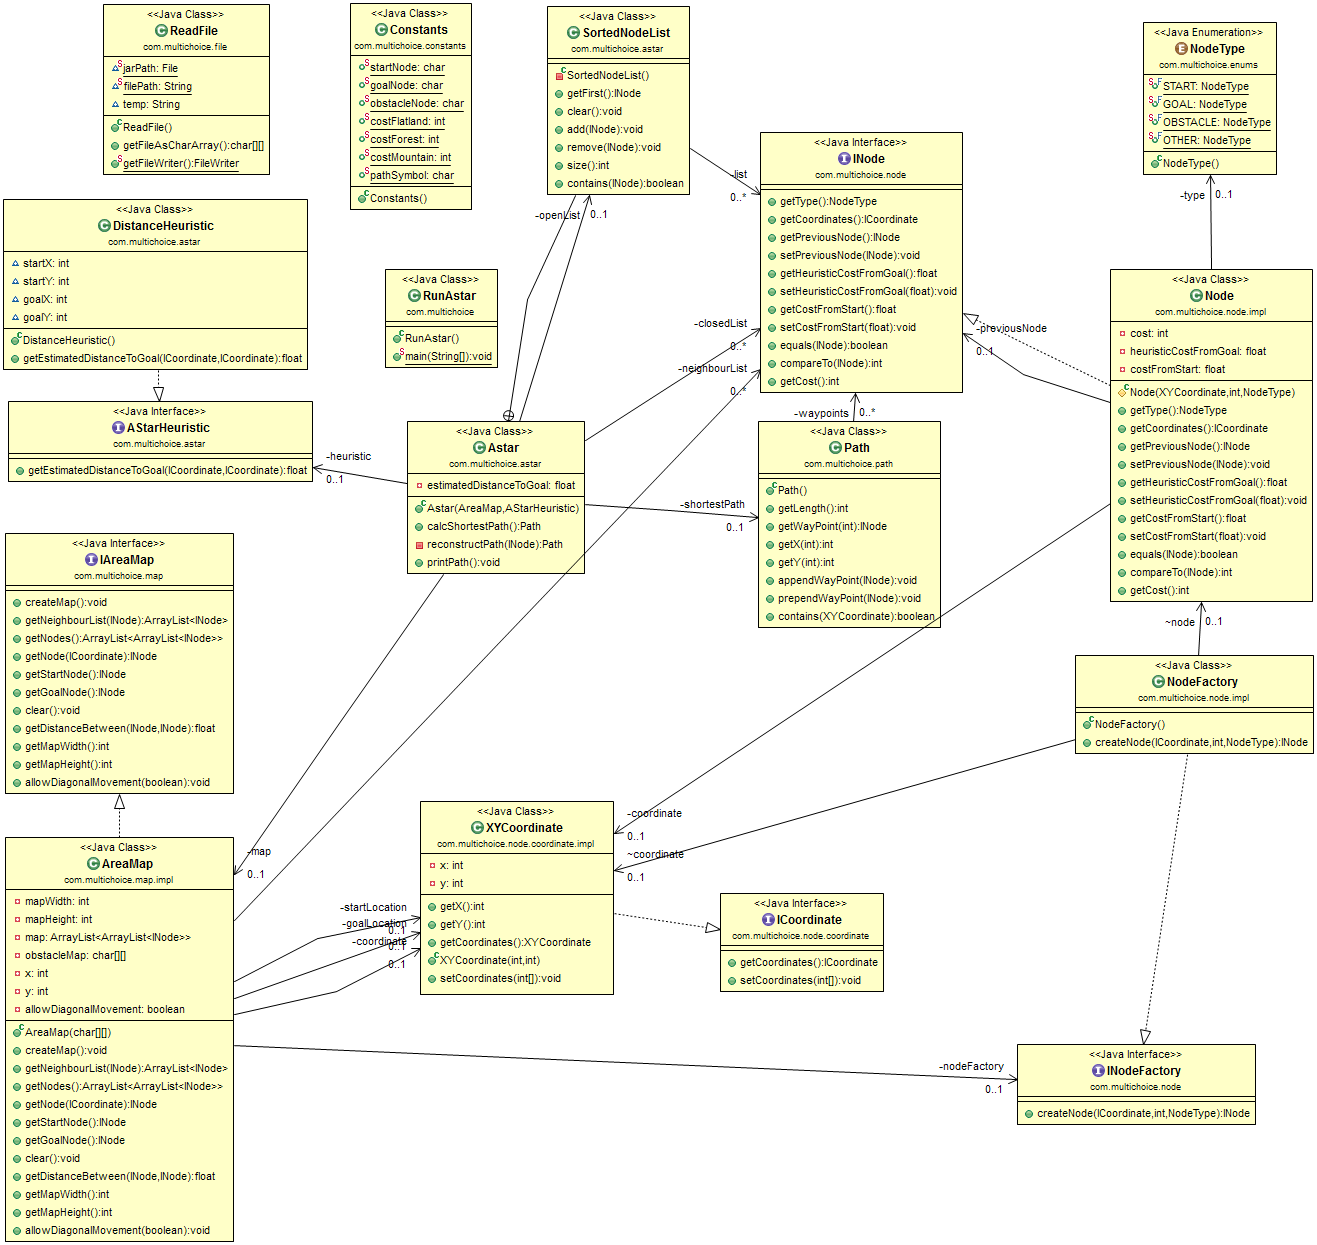 <<Java Class>>
ReadFile
com.multichoice.file
jarPath: File
filePath: String
temp: String
ReadFile()
getFileAsCharArray():char[][]
getFileWriter():FileWriter
<<Java Class>>
Constants
com.multichoice.constants
startNode: char
goalNode: char
obstacleNode: char
costFlatland: int
costForest: int
costMountain: int
pathSymbol: char
Constants()
<<Java Class>>
SortedNodeList
com.multichoice.astar
SortedNodeList()
getFirst():INode
clear():void
add(INode):void
remove(INode):void
size():int
contains(INode):boolean
<<Java Enumeration>>
NodeType
com.multichoice.enums
START: NodeType
GOAL: NodeType
OBSTACLE: NodeType
OTHER: NodeType
NodeType()
<<Java Interface>>
INode
com.multichoice.node
getType():NodeType
getCoordinates():ICoordinate
getPreviousNode():INode
setPreviousNode(INode):void
getHeuristicCostFromGoal():float
setHeuristicCostFromGoal(float):void
getCostFromStart():float
setCostFromStart(float):void
equals(INode):boolean
compareTo(INode):int
getCost():int
-list
0..*
-openList
0..1
-type
0..1
<<Java Class>>
DistanceHeuristic
com.multichoice.astar
startX: int
startY: int
goalX: int
goalY: int
DistanceHeuristic()
getEstimatedDistanceToGoal(ICoordinate,ICoordinate):float
<<Java Class>>
RunAstar
com.multichoice
RunAstar()
main(String[]):void
-closedList
0..*
-neighbourList
0..*
-previousNode
0..1
-waypoints
0..*
<<Java Class>>
Node
com.multichoice.node.impl
cost: int
heuristicCostFromGoal: float
costFromStart: float
Node(XYCoordinate,int,NodeType)
getType():NodeType
getCoordinates():ICoordinate
getPreviousNode():INode
setPreviousNode(INode):void
getHeuristicCostFromGoal():float
setHeuristicCostFromGoal(float):void
getCostFromStart():float
setCostFromStart(float):void
equals(INode):boolean
compareTo(INode):int
getCost():int
<<Java Interface>>
AStarHeuristic
com.multichoice.astar
getEstimatedDistanceToGoal(ICoordinate,ICoordinate):float
-heuristic
0..1
<<Java Class>>
Astar
com.multichoice.astar
estimatedDistanceToGoal: float
Astar(AreaMap,AStarHeuristic)
calcShortestPath():Path
reconstructPath(INode):Path
printPath():void
-shortestPath
0..1
<<Java Class>>
Path
com.multichoice.path
Path()
getLength():int
getWayPoint(int):INode
getX(int):int
getY(int):int
appendWayPoint(INode):void
prependWayPoint(INode):void
contains(XYCoordinate):boolean
<<Java Interface>>
IAreaMap
com.multichoice.map
createMap():void
getNeighbourList(INode):ArrayList<INode>
getNodes():ArrayList<ArrayList<INode>>
getNode(ICoordinate):INode
getStartNode():INode
getGoalNode():INode
clear():void
getDistanceBetween(INode,INode):float
getMapWidth():int
getMapHeight():int
allowDiagonalMovement(boolean):void
~node
0..1
<<Java Class>>
NodeFactory
com.multichoice.node.impl
NodeFactory()
createNode(ICoordinate,int,NodeType):INode
<<Java Class>>
AreaMap
com.multichoice.map.impl
mapWidth: int
mapHeight: int
map: ArrayList<ArrayList<INode>>
obstacleMap: char[][]
x: int
y: int
allowDiagonalMovement: boolean
AreaMap(char[][])
createMap():void
getNeighbourList(INode):ArrayList<INode>
getNodes():ArrayList<ArrayList<INode>>
getNode(ICoordinate):INode
getStartNode():INode
getGoalNode():INode
clear():void
getDistanceBetween(INode,INode):float
getMapWidth():int
getMapHeight():int
allowDiagonalMovement(boolean):void
-map
0..1
-startLocation
0..1
-goalLocation
0..1
-coordinate
0..1
<<Java Class>>
XYCoordinate
com.multichoice.node.coordinate.impl
x: int
y: int
getX():int
getY():int
getCoordinates():XYCoordinate
XYCoordinate(int,int)
setCoordinates(int[]):void
-coordinate
0..1
~coordinate
0..1
<<Java Interface>>
ICoordinate
com.multichoice.node.coordinate
getCoordinates():ICoordinate
setCoordinates(int[]):void
-nodeFactory
0..1
<<Java Interface>>
INodeFactory
com.multichoice.node
createNode(ICoordinate,int,NodeType):INode